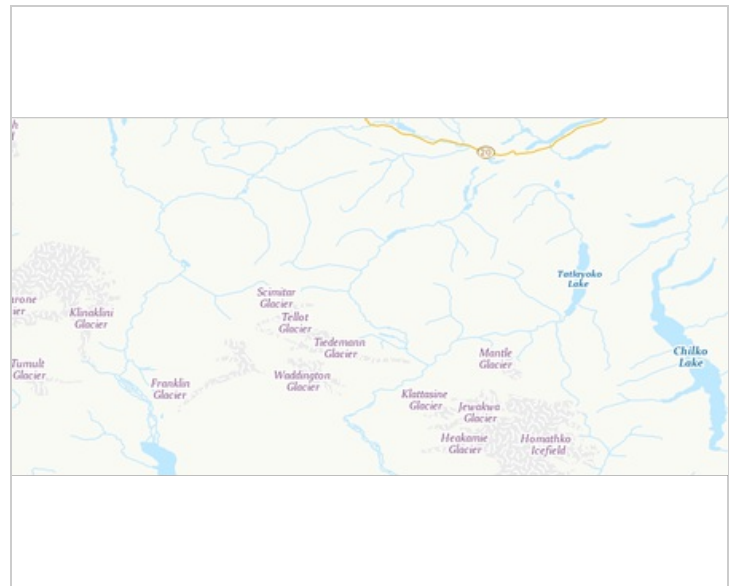 20
Tatlayoko
Lake
Scimitar
Glacier
Klinaklini
Glacier
Tellot
Glacier
Tiedemann
Glacier
Chilko
Lake
Mantle
Glacier
Tumult
Glacier
Waddington
Glacier
Franklin
Glacier
Klattasine
Glacier
Jewakwa
Glacier
Heakamie
Glacier
Homathko
Icefield